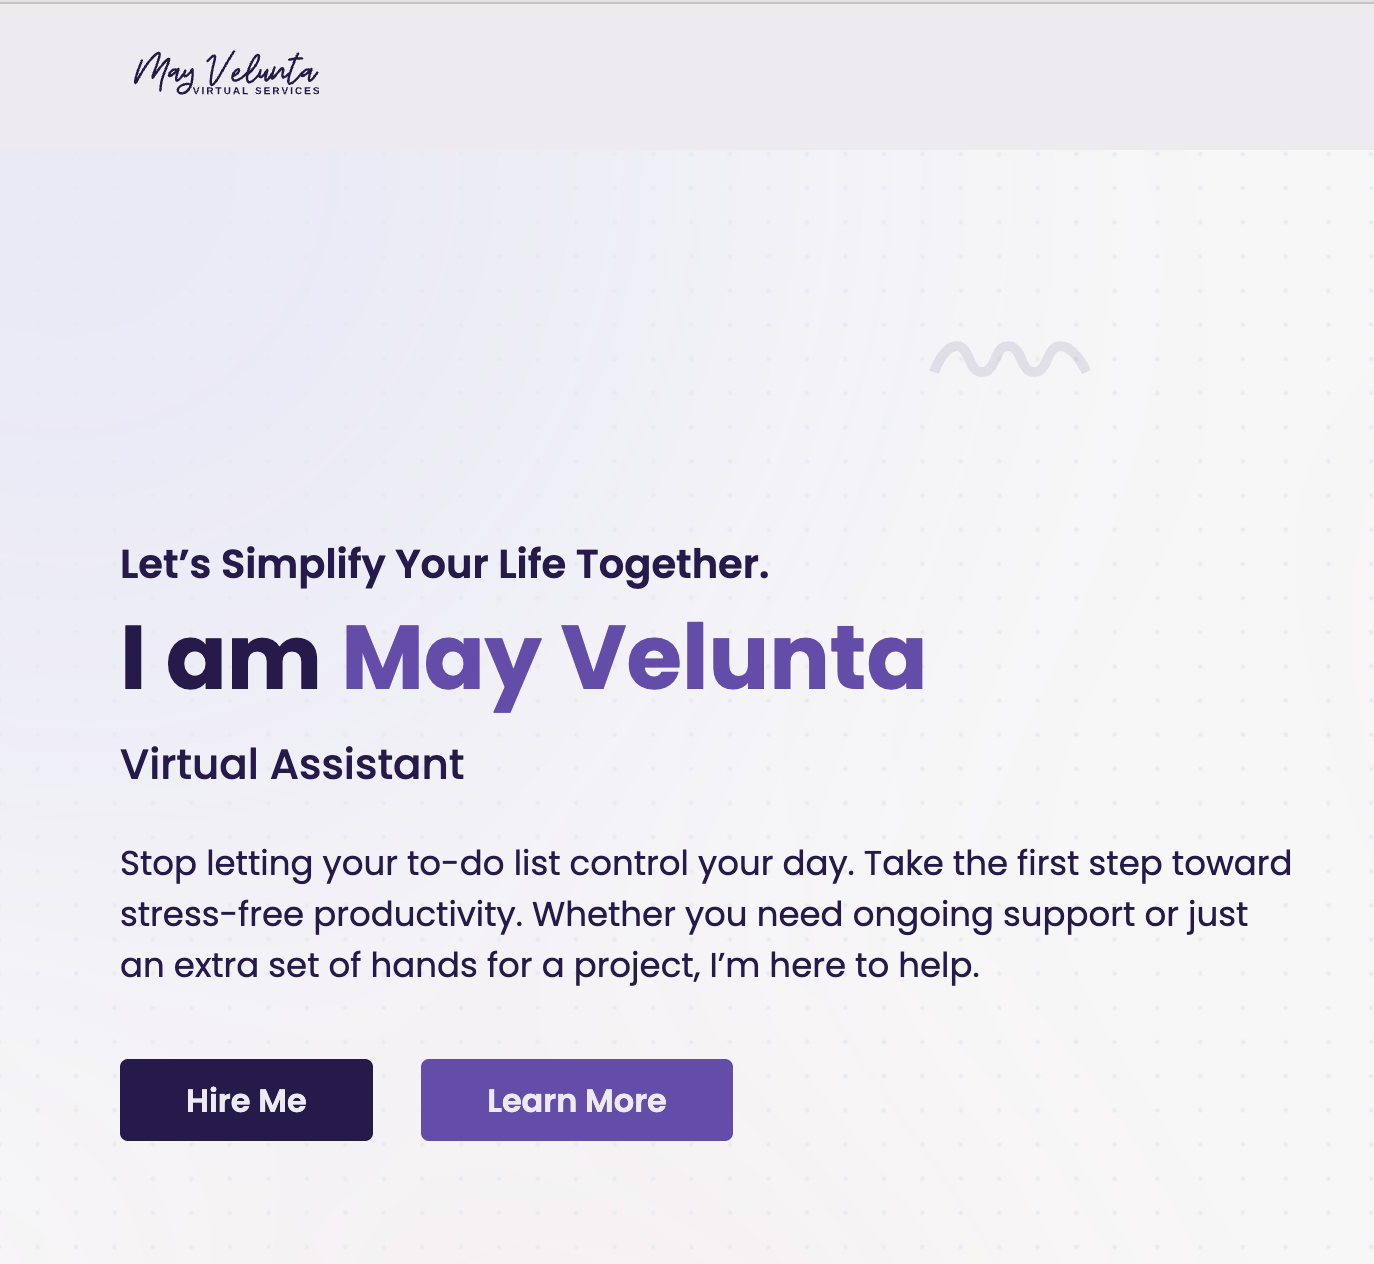 May Velunta
VIRTUAL SERVICES
Let’s Simplify Your Life Together.
I am May Velunta
Virtual Assistant
Stop letting your to-do list control your day. Take the first step toward
stress-free productivity. Whether you need ongoing support or just
an extra set of hands for a project, I’m here to help.
Hire Me
Learn More